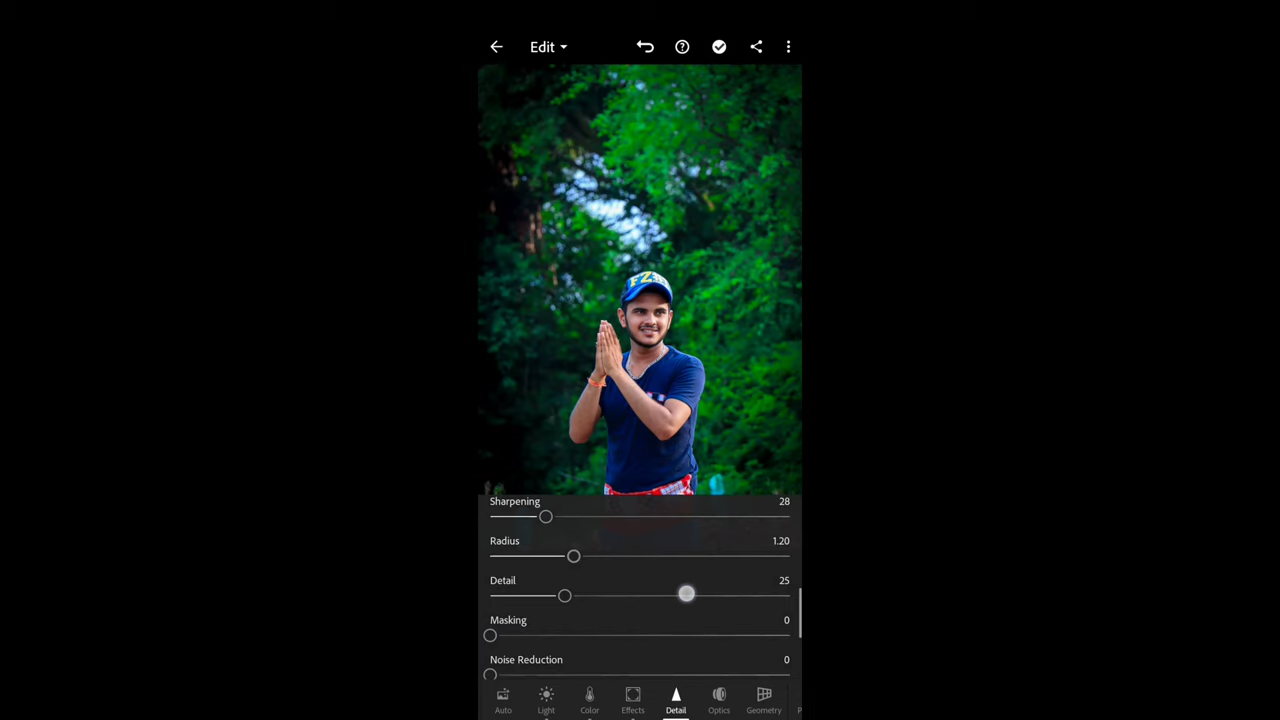 Edit
FZ
Sharpening 28
Radius 1.20
Detail 25
Masking 0
Noise Reduction 0
Auto Light Color Effects Detail Optics Geometry P